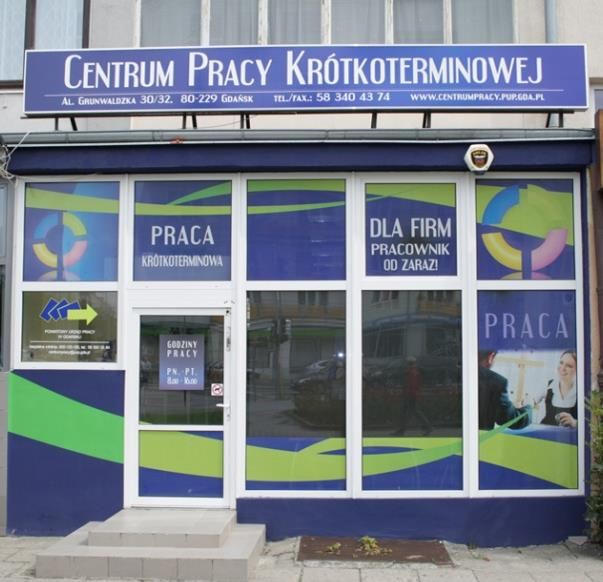 CENTRUM PRACY KRÓTKOTERMINOWEJ
AL. GRUNWALDZKA 30/32, 80-229 GDAŃSK TEL./FAX.: 58 340 43 74 WWW.CENTRUMPRACY.PUP.GDA.PL
PRACA
KRÓTKOTERMINOWA
DLA FIRM
PRACOWNIK
OD ZARAZ!
POWIATOWY URZĄD PRACY
W GDAŃSKU
GODZINY
PRACY
PN. - PT.
8.00 - 16.00
PRACA